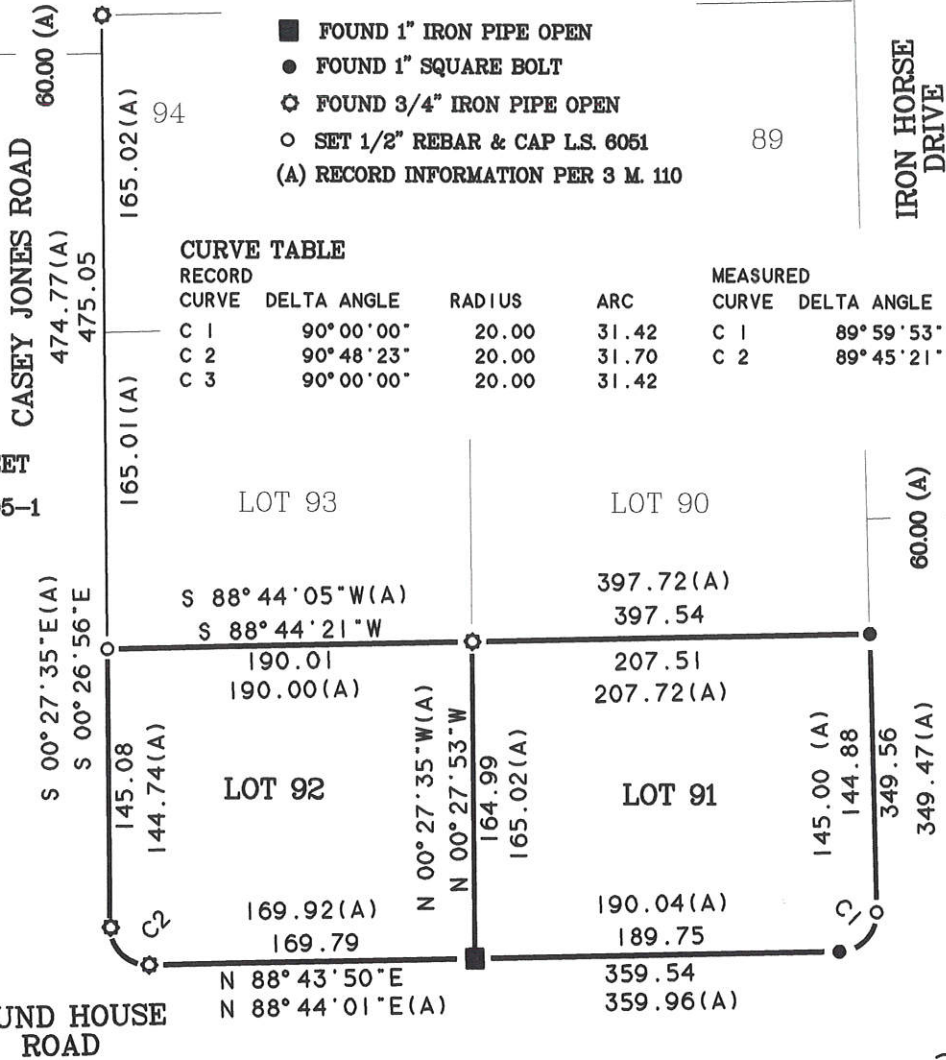 FOUND 1" IRON PIPE OPEN
FOUND 1" SQUARE BOLT
FOUND 3/4" IRON PIPE OPEN
SET 1/2" REBAR & CAP L.S. 6051
(A) RECORD INFORMATION PER 3 M. 110
60.00 (A)
165.02(A)
94
89
IRON HORSE
DRIVE
CASEY JONES ROAD
474.77(A)
475.05
CURVE TABLE
RECORD MEASURED
CURVE DELTA ANGLE RADIUS ARC CURVE DELTA ANGLE
C 1 90°00'00" 20.00 31.42 C 1 89°59'53"
C 2 90°48'23" 20.00 31.70 C 2 89°45'21"
C 3 90°00'00" 20.00 31.42
165.01(A)
5-1
LOT 93
LOT 90
60.00 (A)
S 00°27'35"E(A)
S 00°26'56"E
S 88°44'05"W(A)
S 88°44'21"W
190.01
190.00(A)
397.72(A)
397.54
207.51
207.72(A)
145.08
144.74(A)
LOT 92
N 00°27'35"W(A)
N 00°27'53"W
164.99
165.02(A)
LOT 91
145.00 (A)
144.88
349.56
349.47(A)
C2
169.92(A)
169.79
N 88°43'50"E
N 88°44'01"E(A)
190.04(A)
189.75
359.54
359.96(A)
C1
UND HOUSE
ROAD